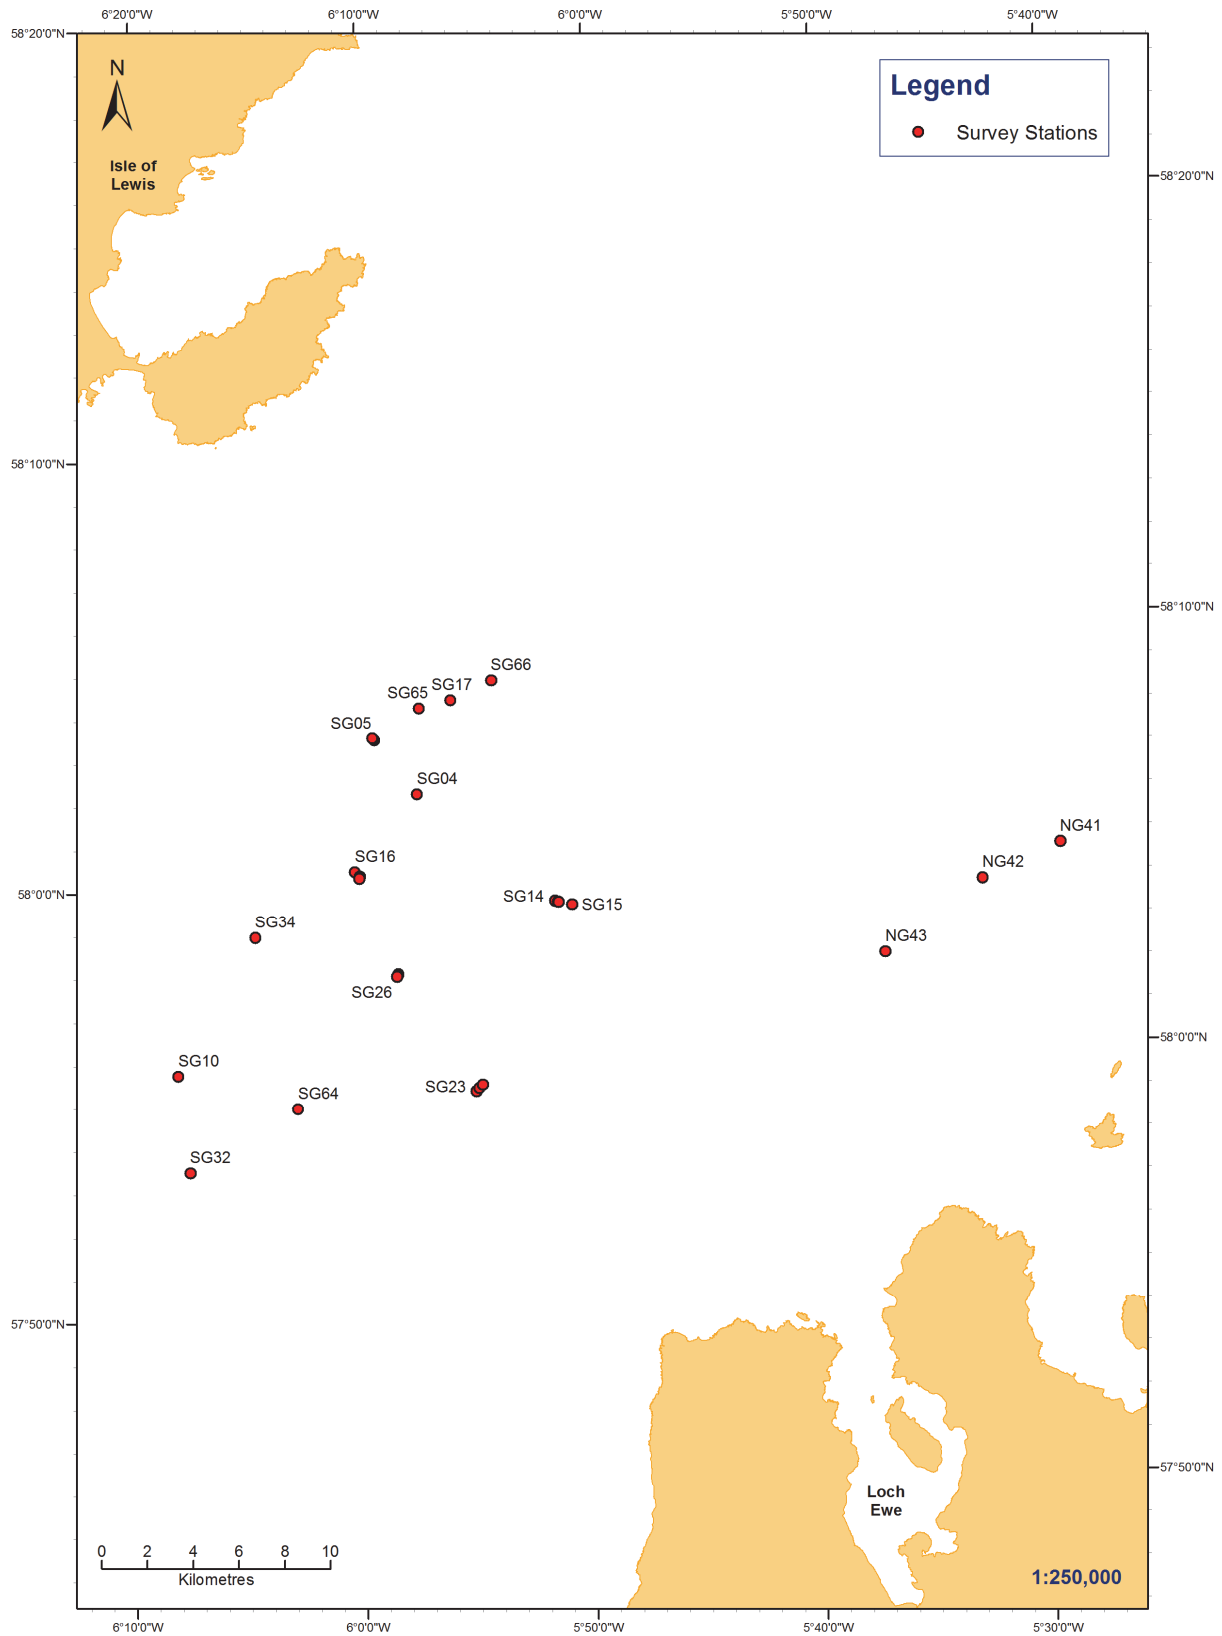 6°20'0"W
6°10'0"W
6°0'0"W
5°50'0"W
5°40'0"W
58°20'0"N
N
Legend
Survey Stations
Isle of
Lewis
58°20'0"N
58°10'0"N
58°10'0"N
SG66
SG17
SG65
SG05
SG04
NG41
SG16
NG42
58°0'0"N
SG14
SG15
SG34
NG43
SG26
58°0'0"N
SG10
SG23
SG64
SG32
57°50'0"N
57°50'0"N
Loch
Ewe
0 2 4 6 8 10
Kilometres
1:250,000
6°10'0"W
6°0'0"W
5°50'0"W
5°40'0"W
5°30'0"W